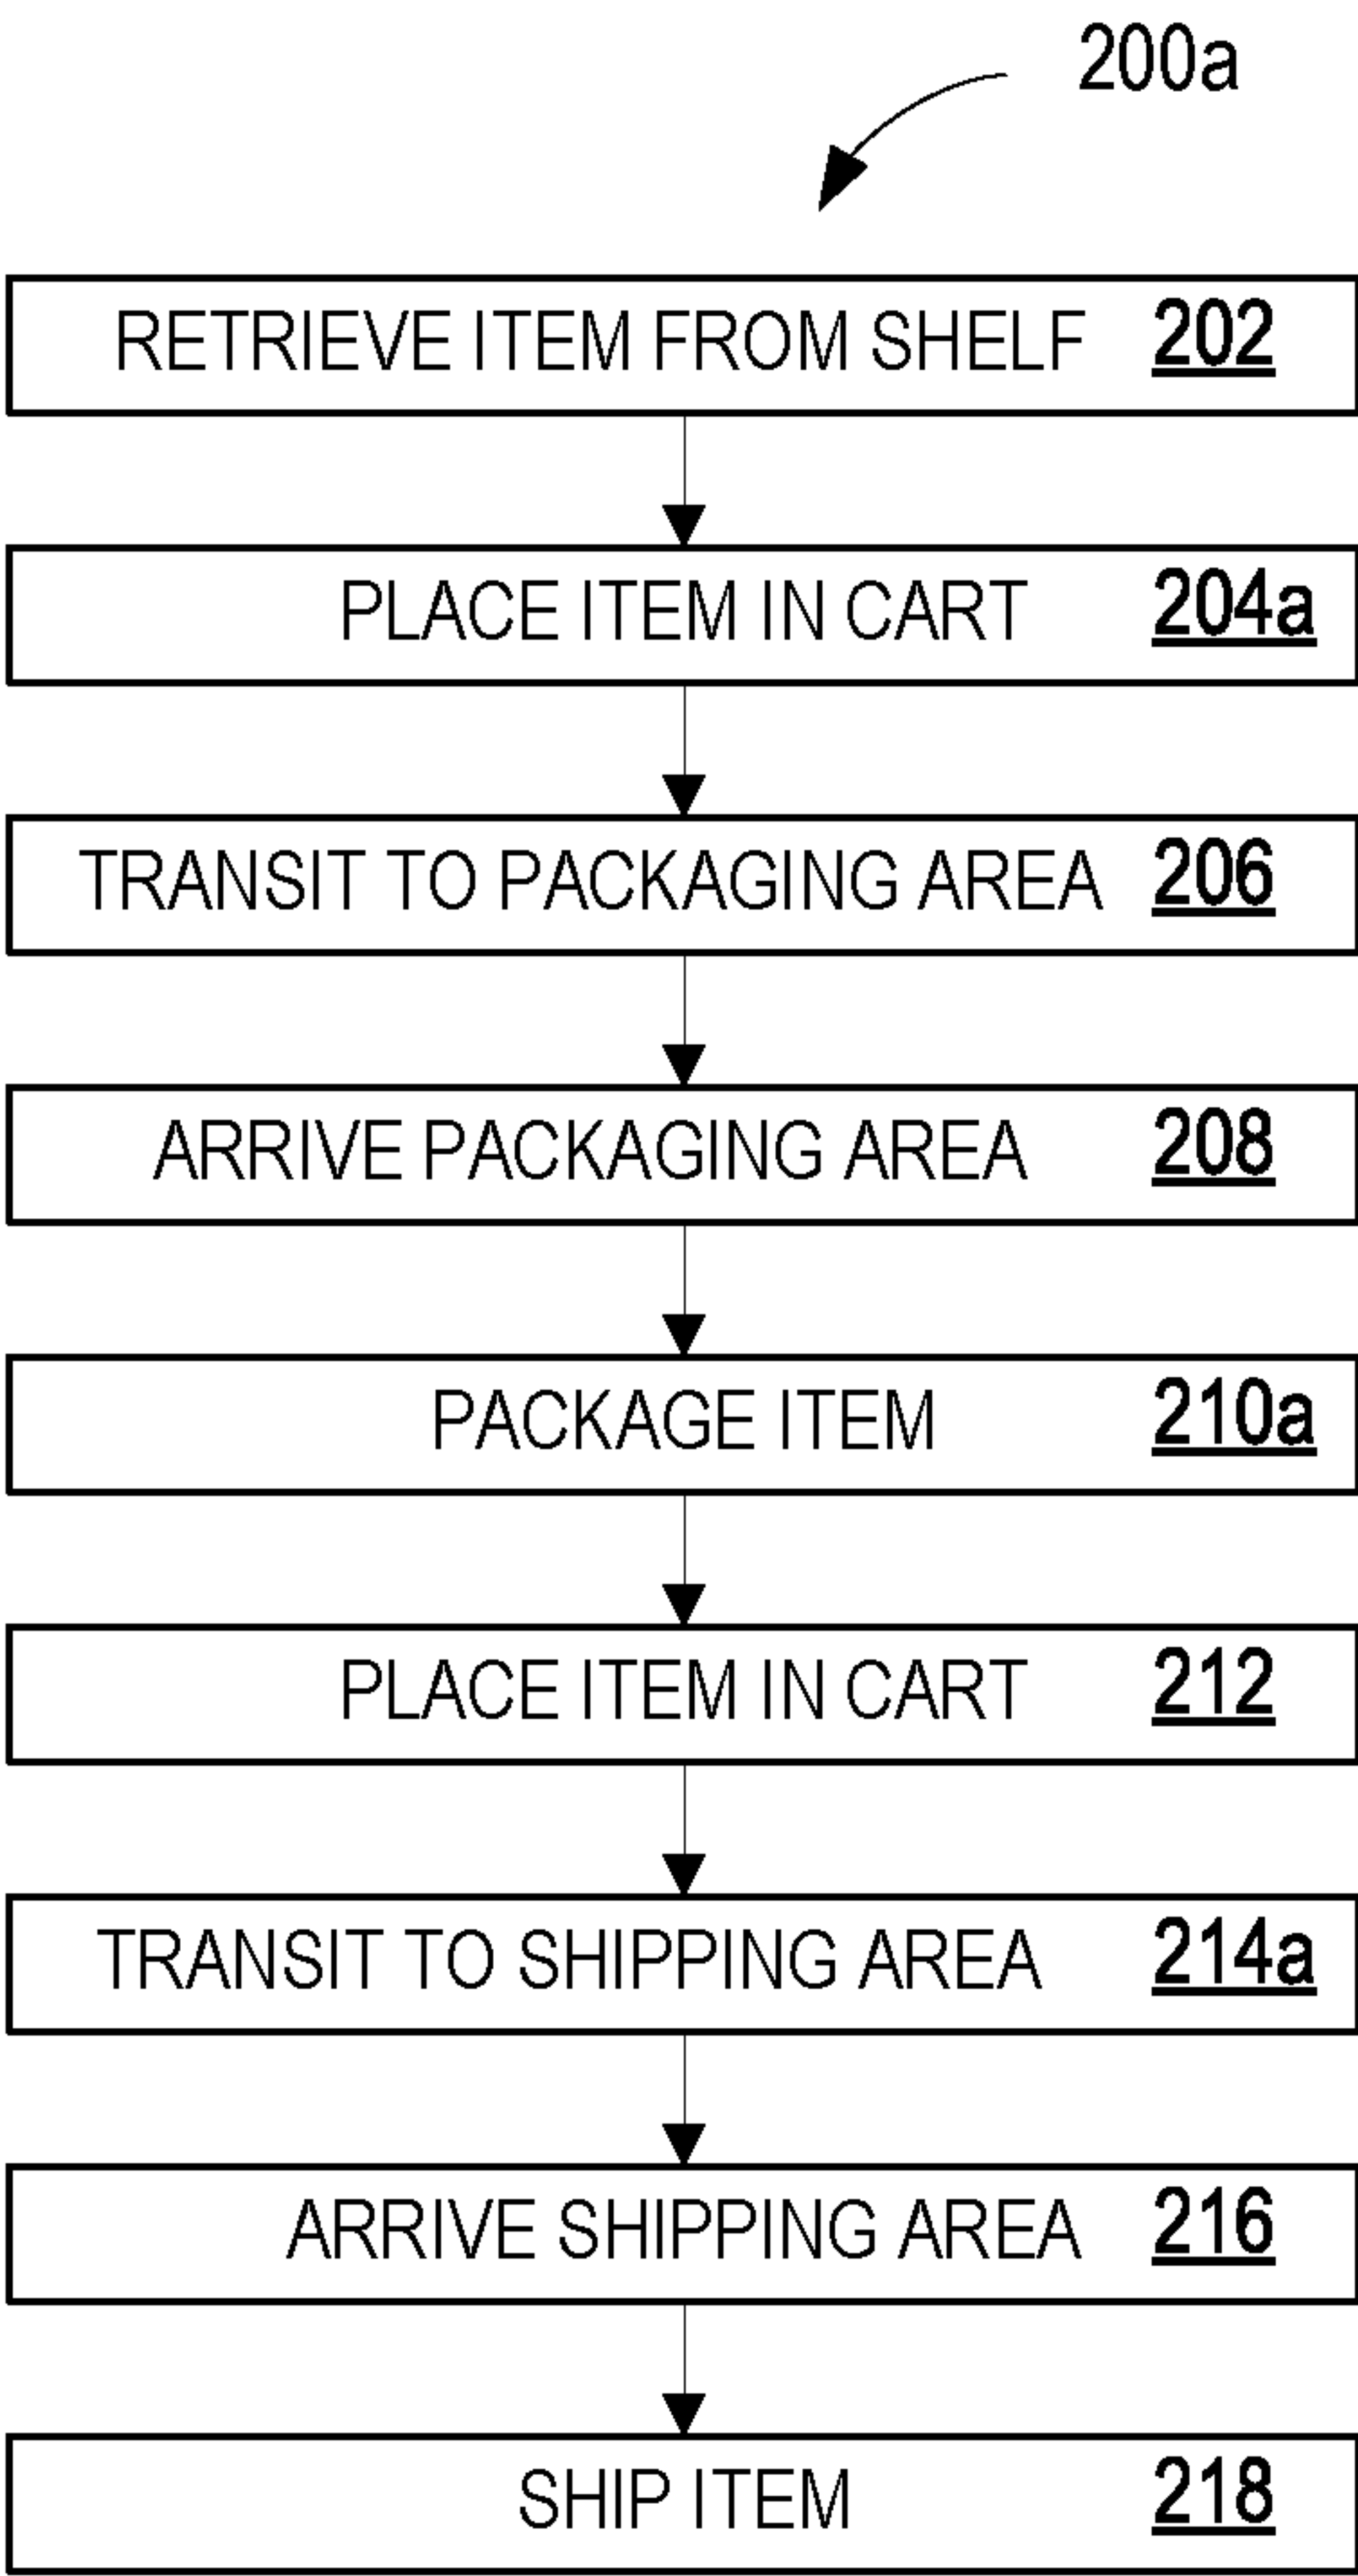 200a
RETRIEVE ITEM FROM SHELF 202
PLACE ITEM IN CART 204a
TRANSIT TO PACKAGING AREA 206
ARRIVE PACKAGING AREA 208
PACKAGE ITEM 210a
PLACE ITEM IN CART 212
TRANSIT TO SHIPPING AREA 214a
ARRIVE SHIPPING AREA 216
SHIP ITEM 218